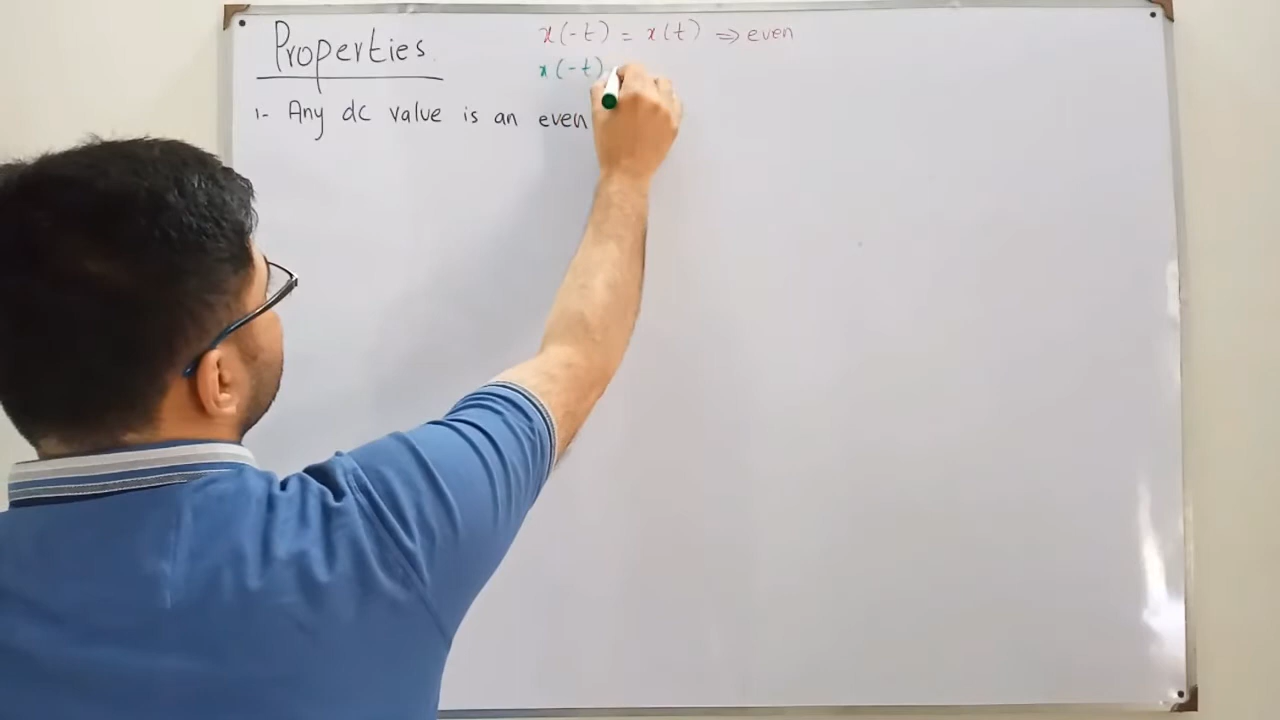 Properties
x(-t) = x(t) ⇒ even
x(-t)
1- Any dc value is an even